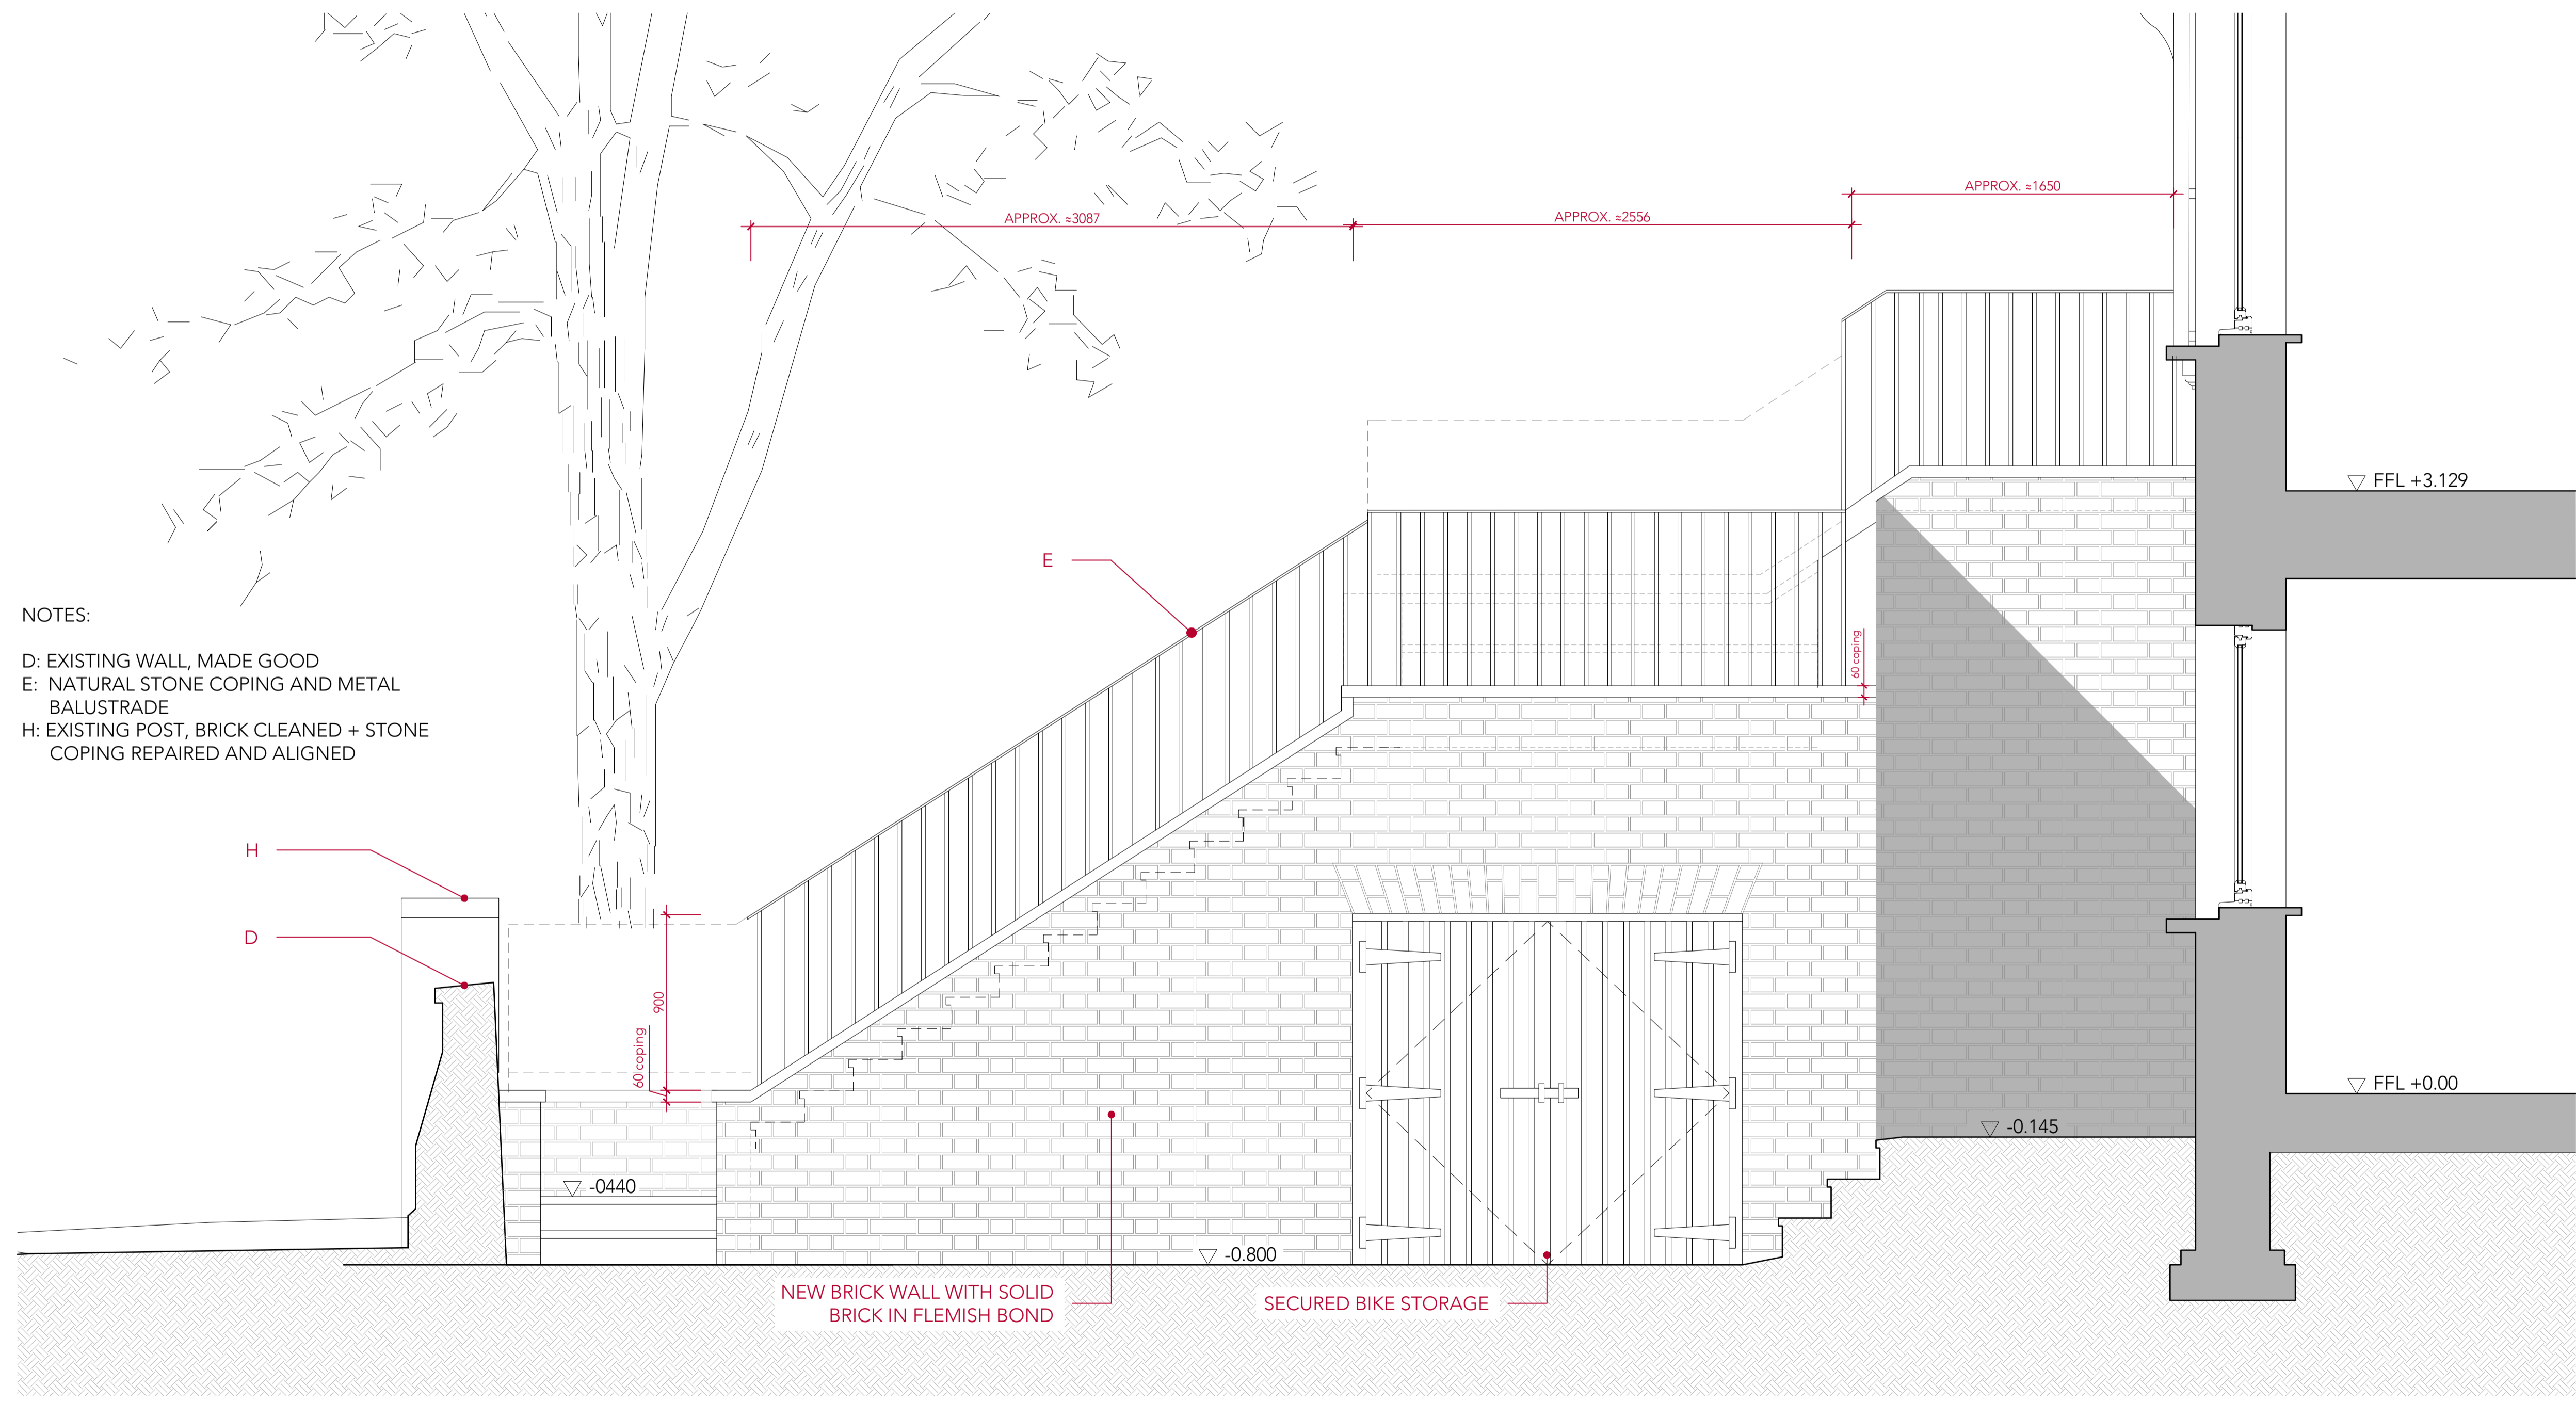 APPROX. ≈1650
APPROX. ≈3087
APPROX. ≈2556
FFL +3.129
E
NOTES:
D: EXISTING WALL, MADE GOOD
E: NATURAL STONE COPING AND METAL
BALUSTRADE
H: EXISTING POST, BRICK CLEANED + STONE
COPING REPAIRED AND ALIGNED
60 coping
H
D
900
60 coping
FFL +0.00
-0.145
-0440
-0.800
NEW BRICK WALL WITH SOLID
BRICK IN FLEMISH BOND
SECURED BIKE STORAGE